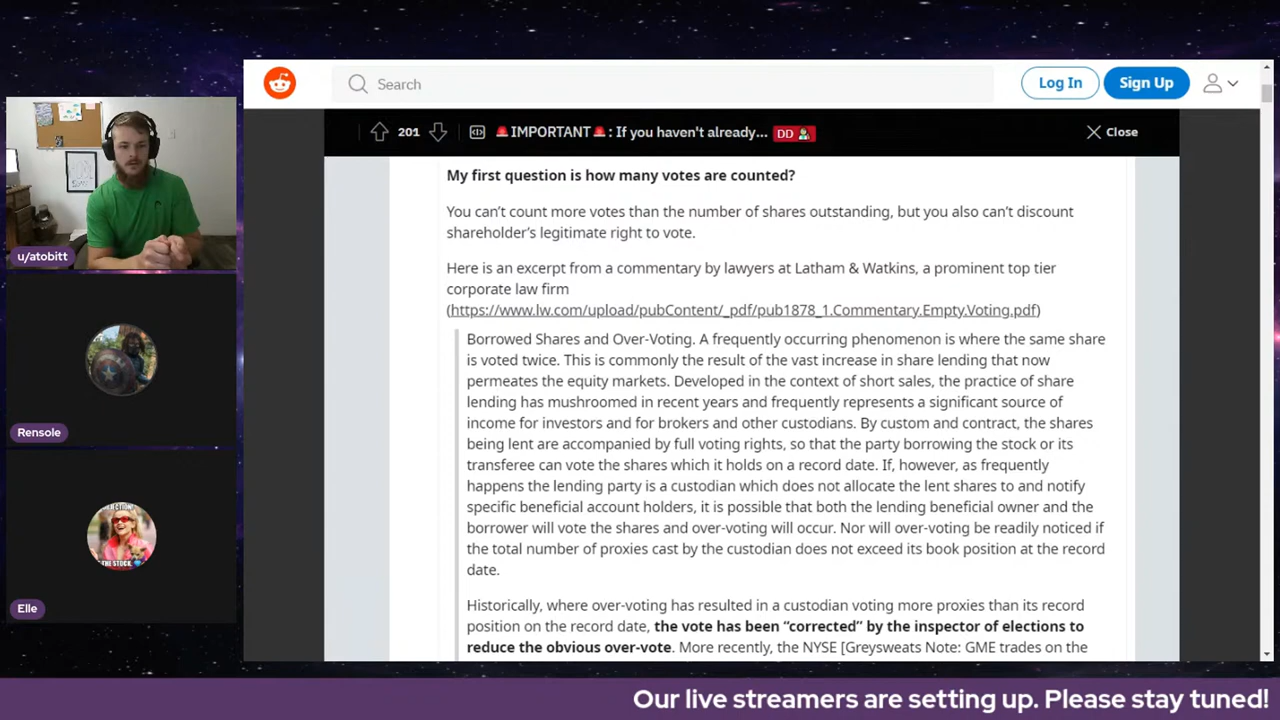 Search
Log In
Sign Up
201
🚨IMPORTANT🚨: If you haven't already...
DD
Close
My first question is how many votes are counted?
You can’t count more votes than the number of shares outstanding, but you also can’t discount
shareholder’s legitimate right to vote.
Here is an excerpt from a commentary by lawyers at Latham & Watkins, a prominent top tier
corporate law firm
(https://www.lw.com/upload/pubContent/_pdf/pub1878_1.Commentary.Empty.Voting.pdf)
Borrowed Shares and Over-Voting. A frequently occurring phenomenon is where the same share
is voted twice. This is commonly the result of the vast increase in share lending that now
permeates the equity markets. Developed in the context of short sales, the practice of share
lending has mushroomed in recent years and frequently represents a significant source of
income for investors and for brokers and other custodians. By custom and contract, the shares
being lent are accompanied by full voting rights, so that the party borrowing the stock or its
transferee can vote the shares which it holds on a record date. If, however, as frequently
happens the lending party is a custodian which does not allocate the lent shares to and notify
specific beneficial account holders, it is possible that both the lending beneficial owner and the
borrower will vote the shares and over-voting will occur. Nor will over-voting be readily noticed if
the total number of proxies cast by the custodian does not exceed its book position at the record
date.
Historically, where over-voting has resulted in a custodian voting more proxies than its record
position on the record date, the vote has been “corrected” by the inspector of elections to
reduce the obvious over-vote. More recently, the NYSE [Greysweats Note: GME trades on the
u/atobitt
Rensole
THE STOCK
Elle
Our live streamers are setting up. Please stay tuned!